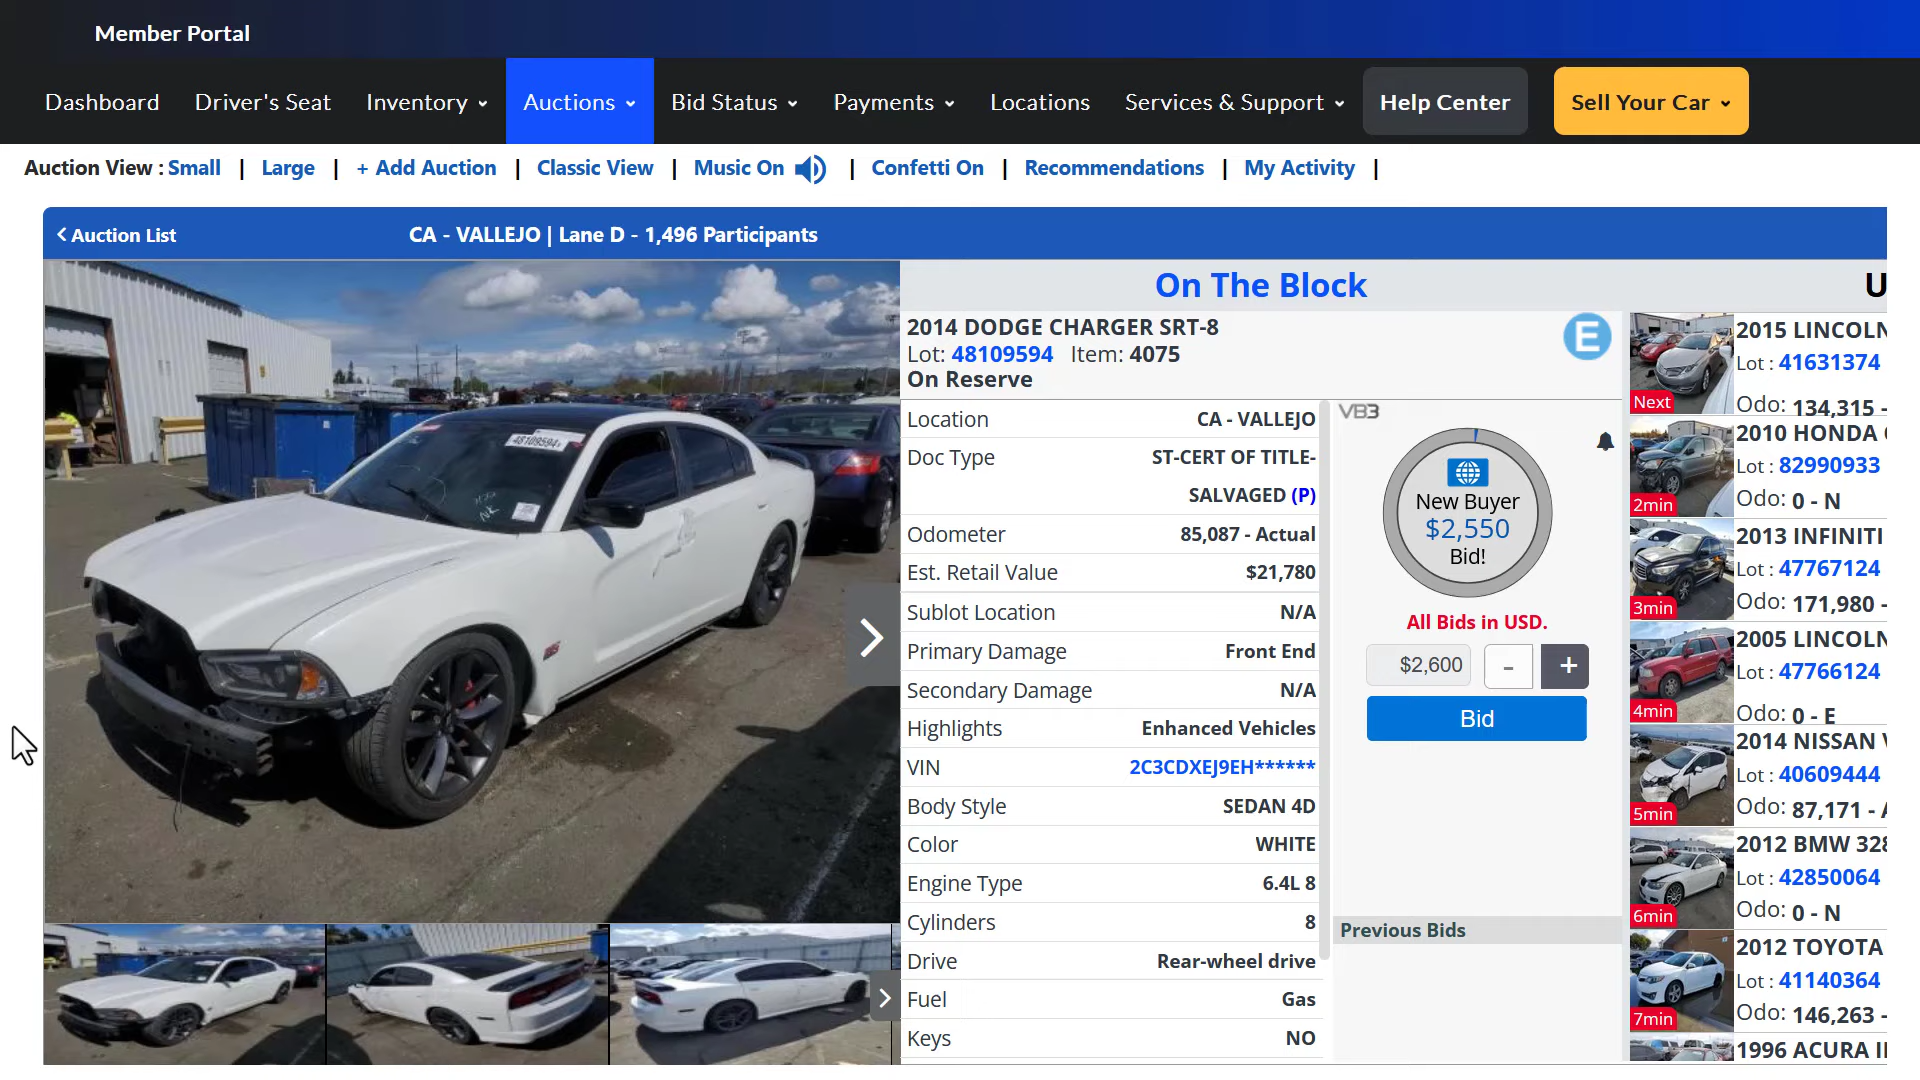 Member Portal
Dashboard Driver's Seat Inventory Auctions Bid Status Payments Locations Services & Support Help Center Sell Your Car
Auction View : Small | Large | + Add Auction | Classic View | Music On | Confetti On | Recommendations | My Activity |
Auction List
CA - VALLEJO | Lane D - 1,496 Participants
On The Block
U
2014 DODGE CHARGER SRT-8
Lot: 48109594 Item: 4075
On Reserve
E
Location CA - VALLEJO
Doc Type ST-CERT OF TITLE-
SALVAGED (P)
Odometer 85,087 - Actual
Est. Retail Value $21,780
Sublot Location N/A
Primary Damage Front End
Secondary Damage N/A
Highlights Enhanced Vehicles
VIN 2C3CDXEJ9EH******
Body Style SEDAN 4D
Color WHITE
Engine Type 6.4L 8
Cylinders 8
Drive Rear-wheel drive
Fuel Gas
Keys NO
VB3
New Buyer
$2,550
Bid!
All Bids in USD.
$2,600 - +
Bid
Previous Bids
2015 LINCOLN
Lot : 41631374
Odo: 134,315 -
Next
2010 HONDA
Lot : 82990933
Odo: 0 - N
2min
2013 INFINITI
Lot : 47767124
Odo: 171,980 -
3min
2005 LINCOLN
Lot : 47766124
Odo: 0 - E
4min
2014 NISSAN
Lot : 40609444
Odo: 87,171 -
5min
2012 BMW 328
Lot : 42850064
Odo: 0 - N
6min
2012 TOYOTA
Lot : 41140364
Odo: 146,263 -
7min
1996 ACURA
48109594